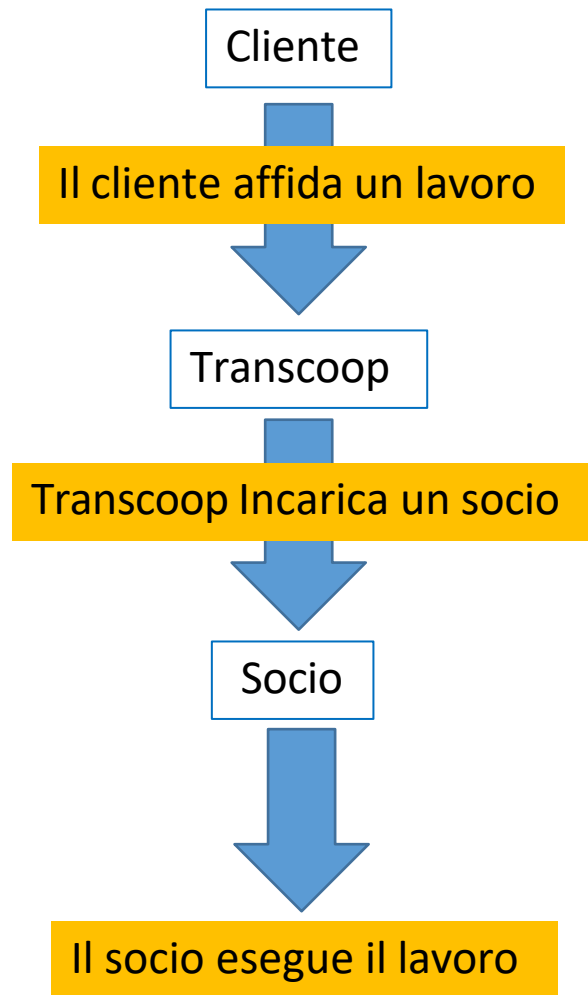 Cliente
Il cliente affida un lavoro
Transcoop
Transcoop Incarica un socio
Socio
Il socio esegue il lavoro